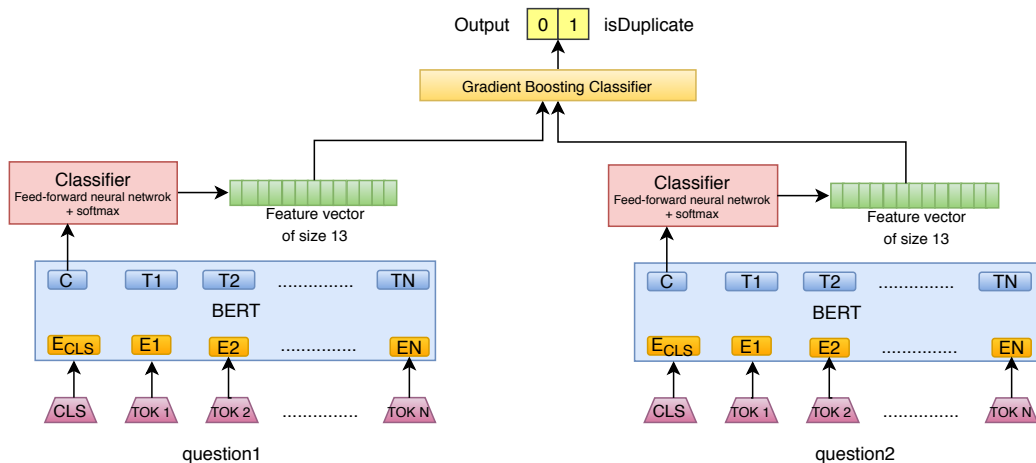 Output 0 1 isDuplicate
Gradient Boosting Classifier
Classifier
Feed-forward neural netwrok
+ softmax
Feature vector
of size 13
C T1 T2 ............... TN
BERT
ECLS E1 E2 ............... EN
CLS TOK 1 TOK 2 ............... TOK N
question1
Classifier
Feed-forward neural netwrok
+ softmax
Feature vector
of size 13
C T1 T2 ............... TN
BERT
ECLS E1 E2 ............... EN
CLS TOK 1 TOK 2 ............... TOK N
question2